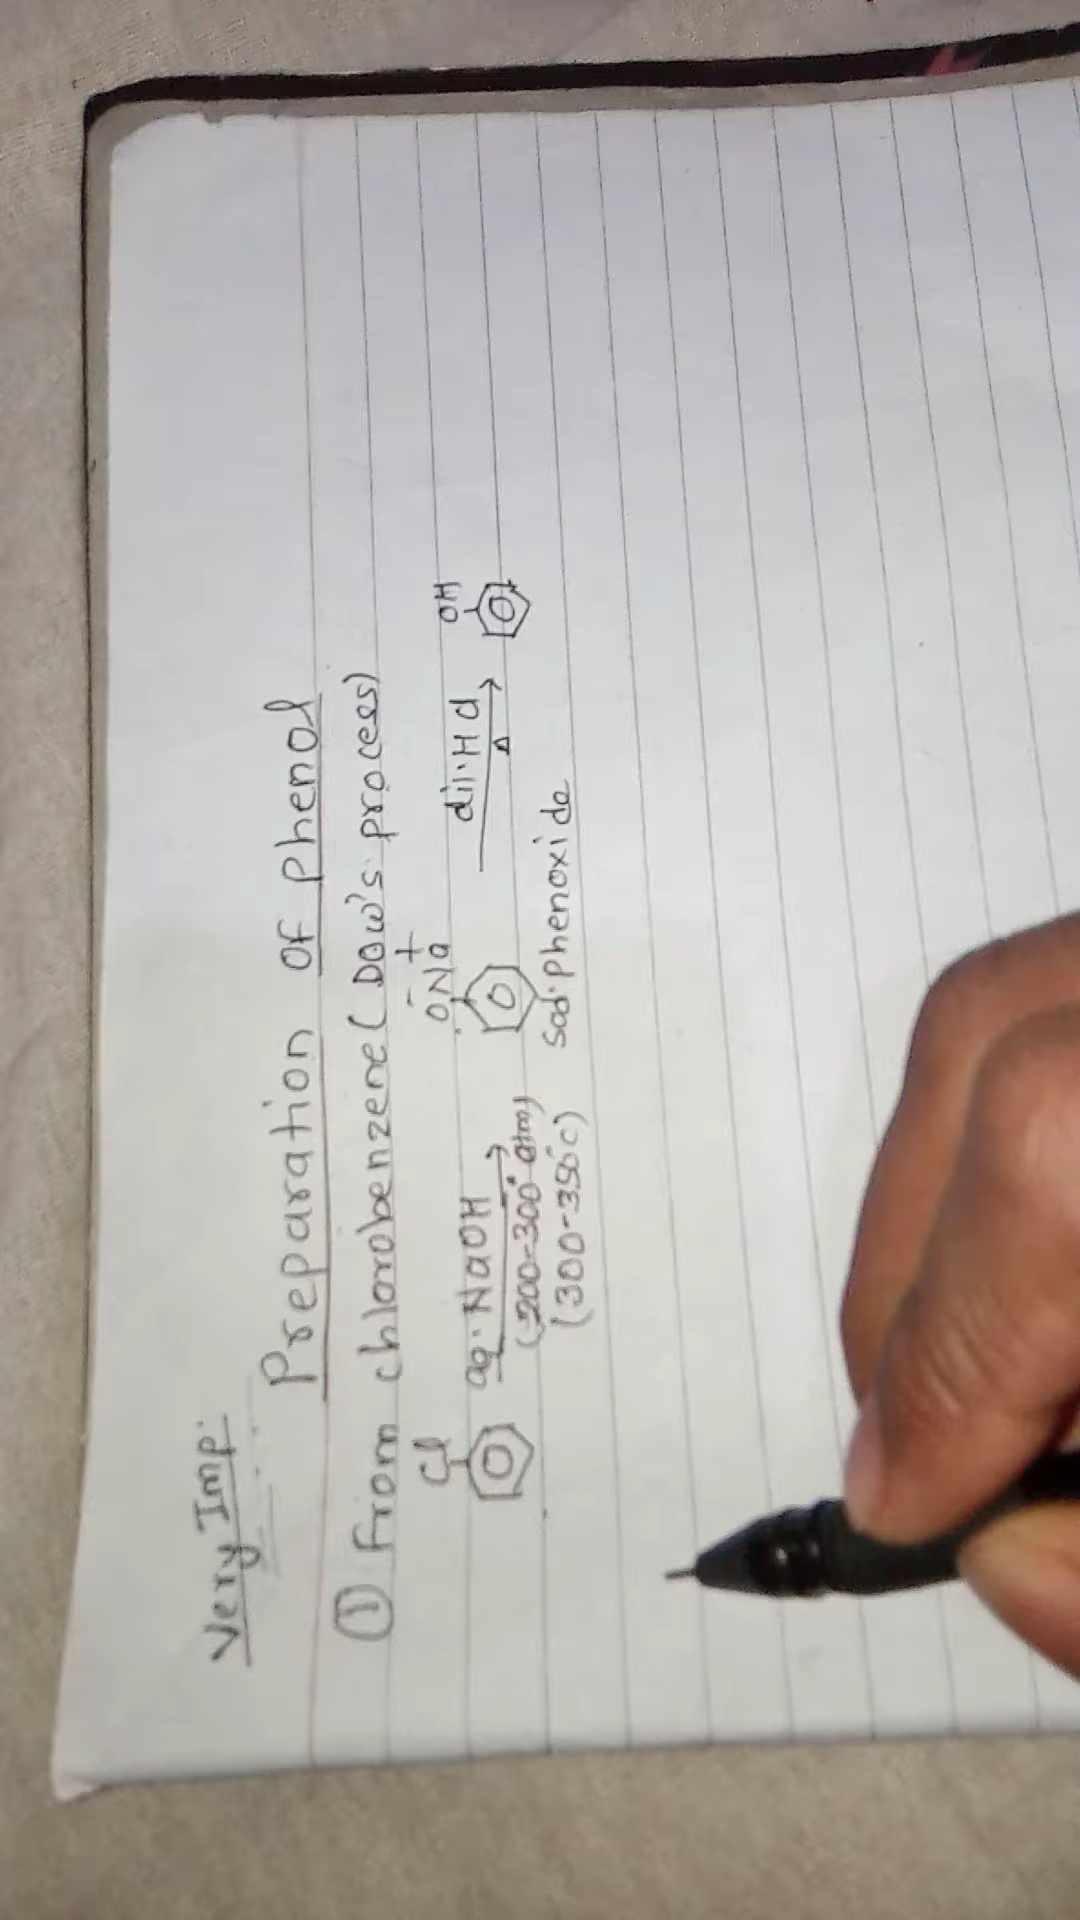 Very Imp.
Preparation of phenol
① From chlorobenzene (Dow's process)
Cl ŌNa+ OH
aq. NaOH dil. HCl
(200-300° atm) Δ
(300-350°c) Sod. phenoxide